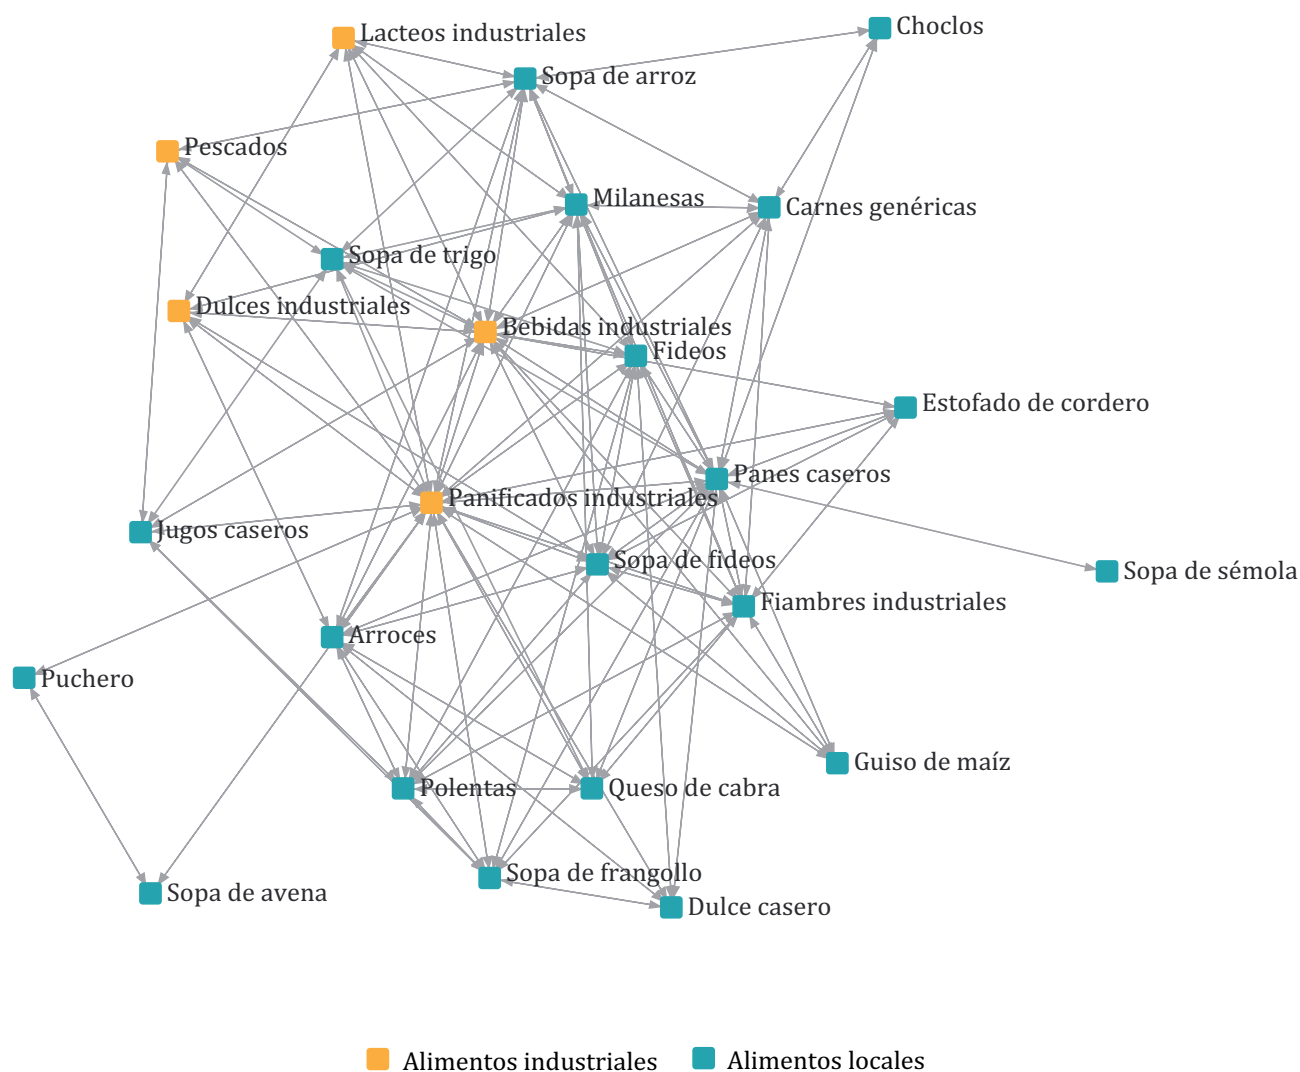 Choclos
Lacteos industriales
Sopa de arroz
Pescados
Milanesas
Carnes genéricas
Sopa de trigo
Dulces industriales
Bebidas industriales
Fideos
Estofado de cordero
Panes caseros
Panificados industriales
Jugos caseros
Sopa de fideos
Sopa de sémola
Fiambres industriales
Arroces
Puchero
Guiso de maíz
Polentas
Queso de cabra
Sopa de frangollo
Sopa de avena
Dulce casero
Alimentos industriales
Alimentos locales